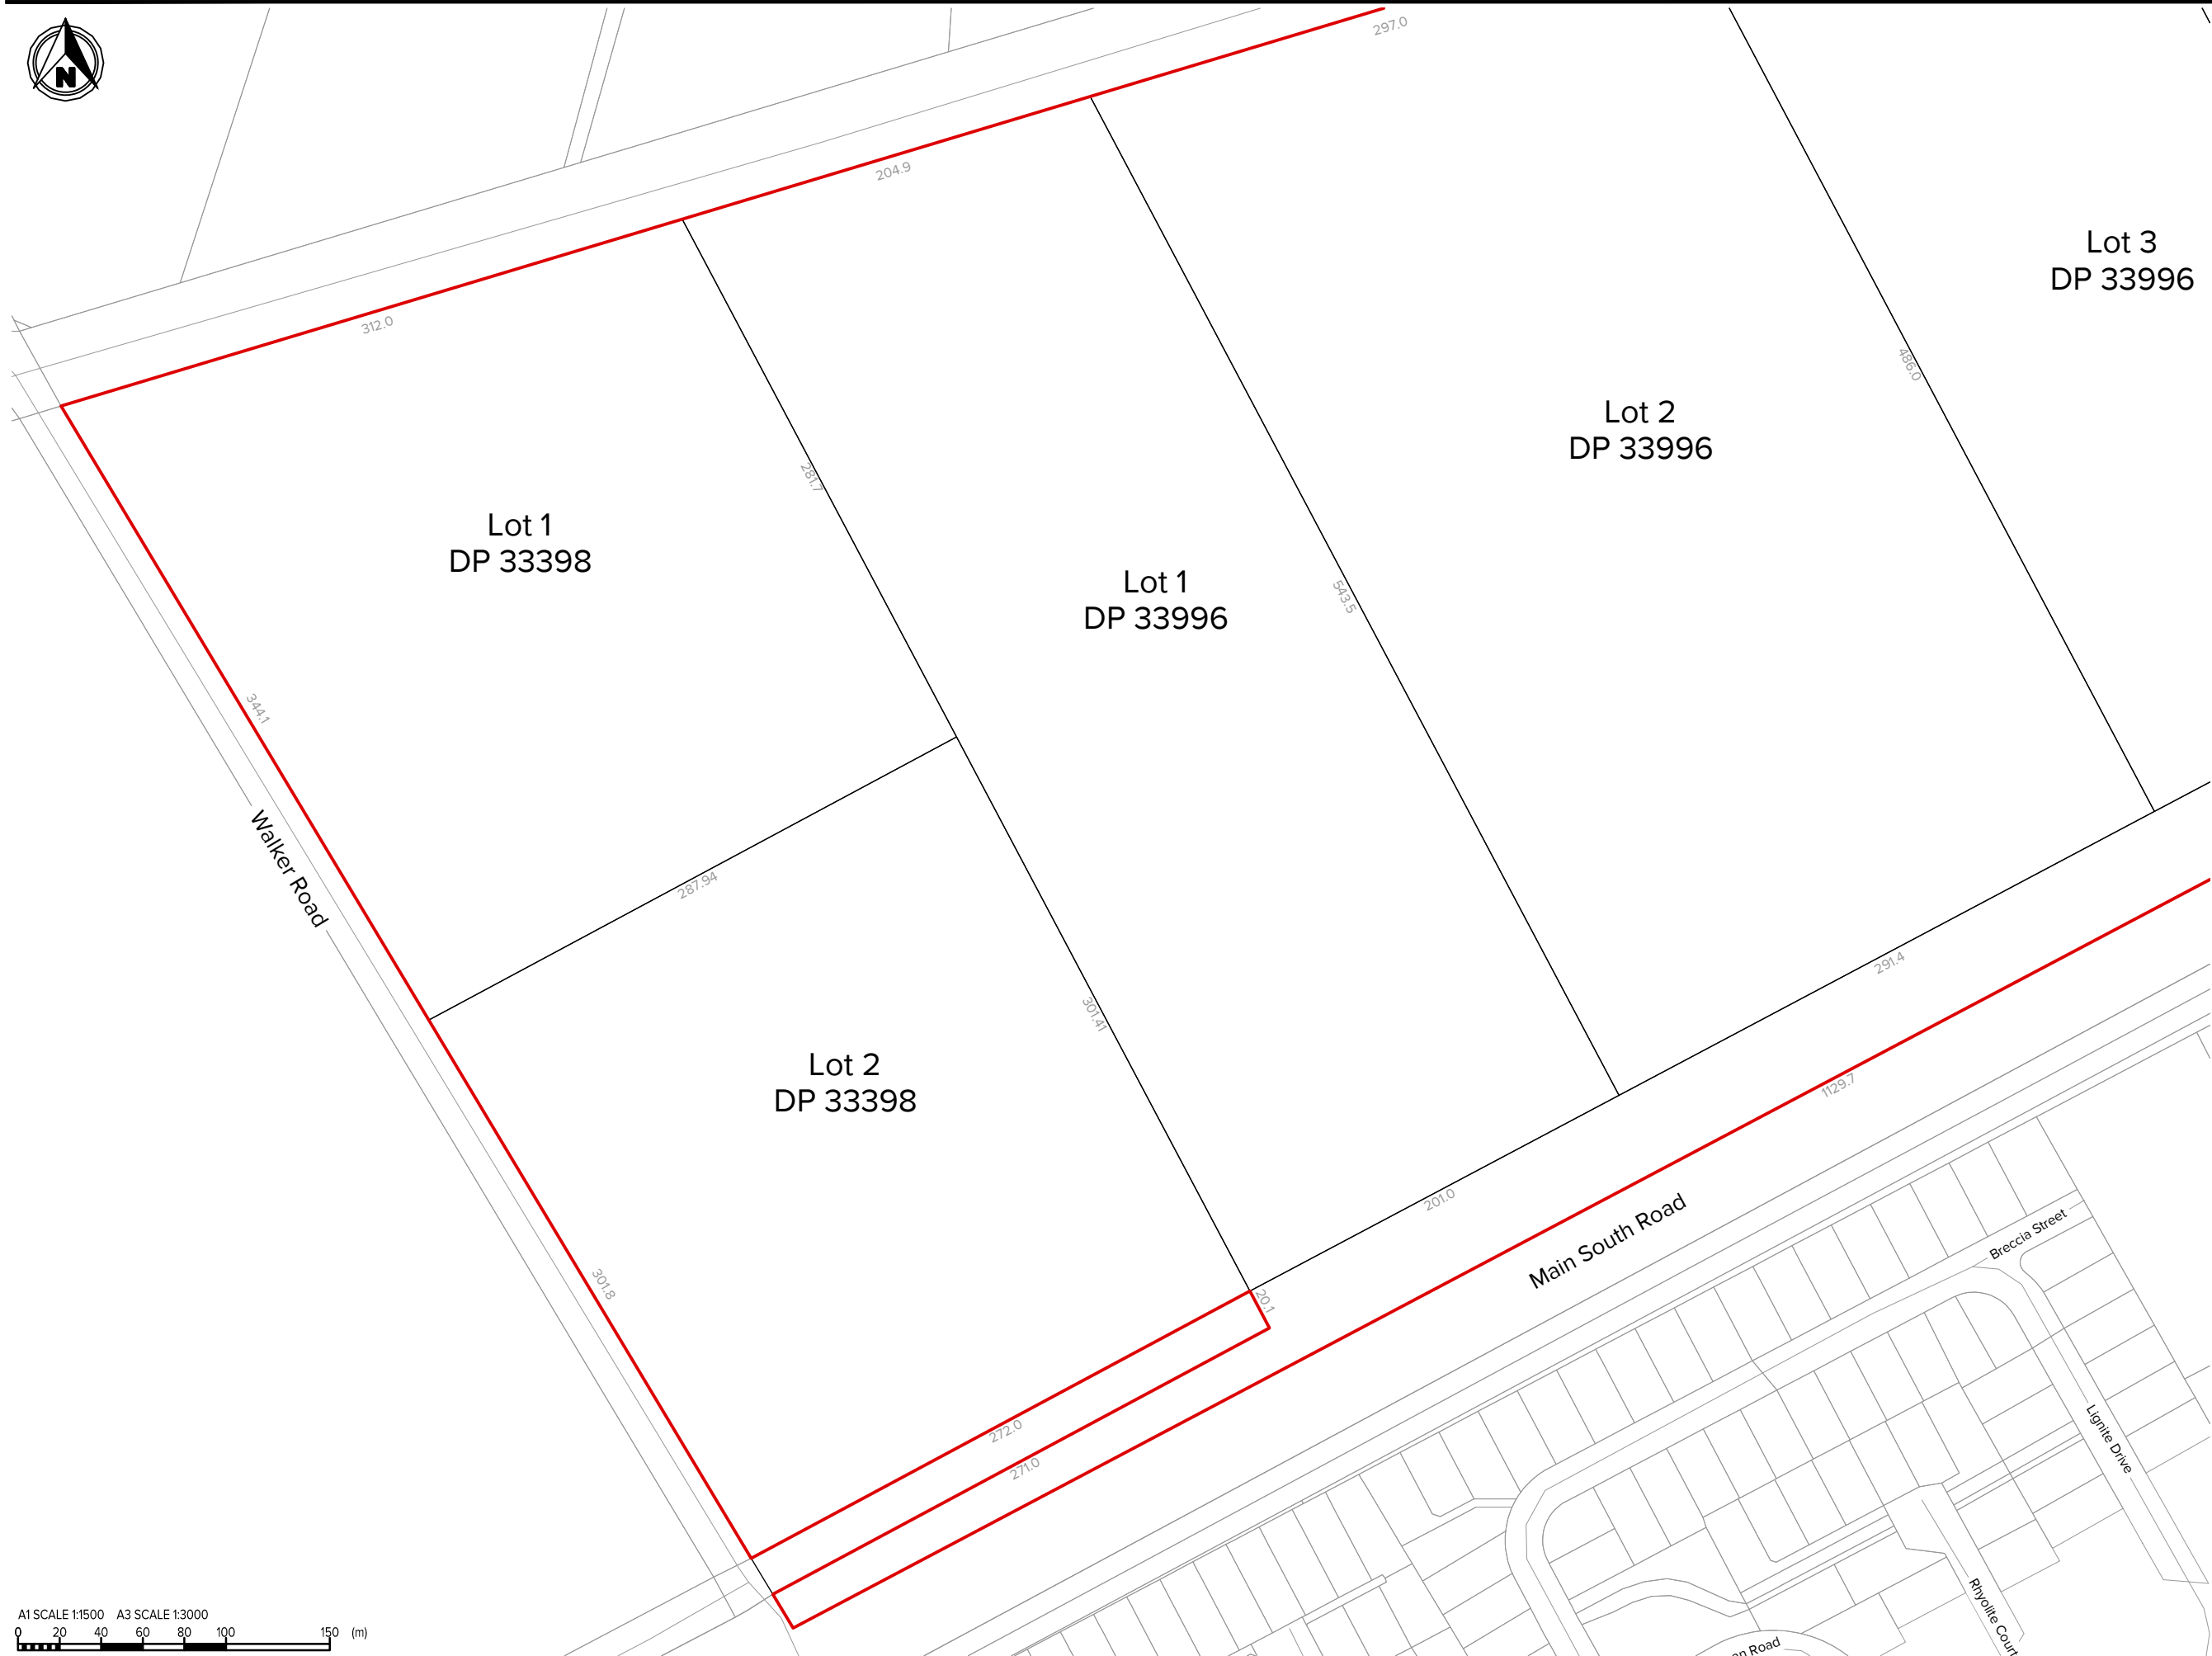 N
297.0
204.9
312.0
Lot 3
DP 33996
486.0
Lot 2
DP 33996
281.7
Lot 1
DP 33398
Lot 1
DP 33996
543.5
344.1
Walker Road
287.94
291.4
301.41
Lot 2
DP 33398
1129.7
201.0
Main South Road
Breccia Street
20.1
301.8
272.0
271.0
Lignite Drive
Rhyolite Court
Road
A1 SCALE 1:1500 A3 SCALE 1:3000
0 20 40 60 80 100 150 (m)